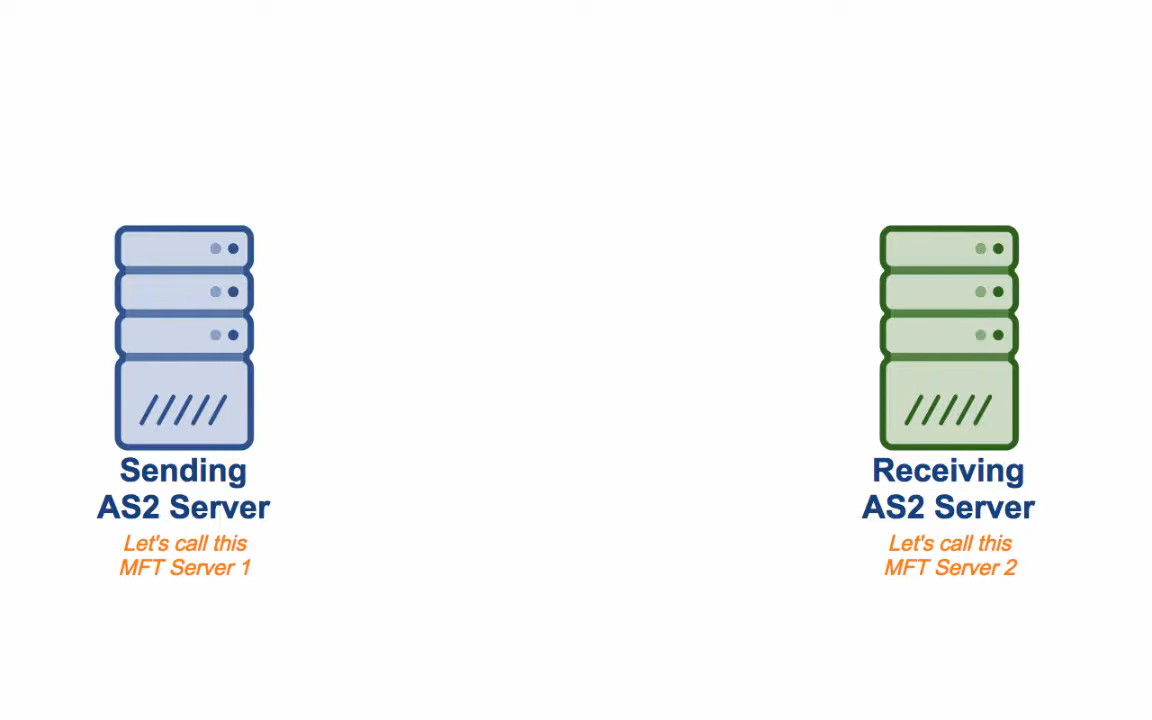 Sending
AS2 Server
Let's call this
MFT Server 1
Receiving
AS2 Server
Let's call this
MFT Server 2